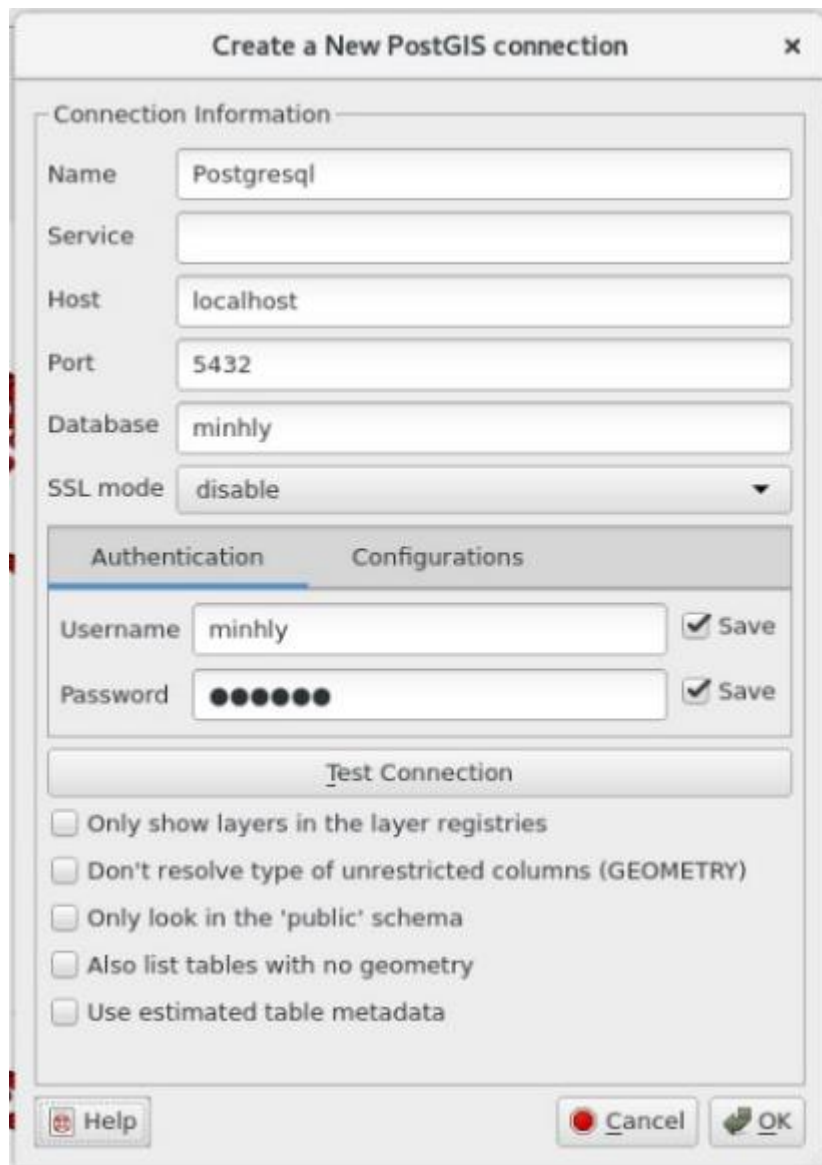 Create a New PostGIS connection
Connection Information
Name Postgresql
Service
Host localhost
Port 5432
Database minhly
SSL mode disable
Authentication Configurations
Username minhly Save
Password ●●●●●● Save
Test Connection
Only show layers in the layer registries
Don't resolve type of unrestricted columns (GEOMETRY)
Only look in the 'public' schema
Also list tables with no geometry
Use estimated table metadata
Help Cancel OK